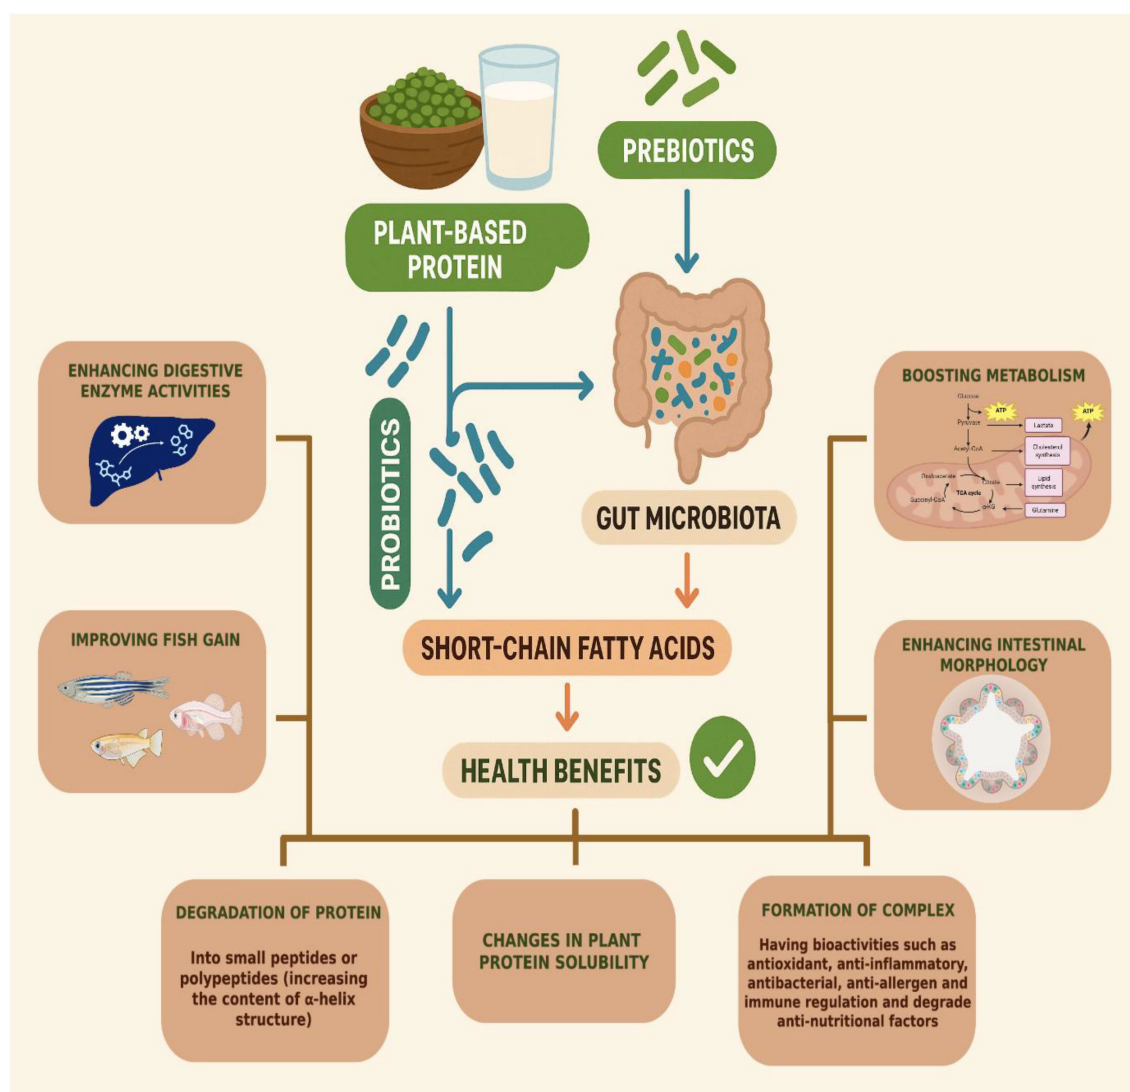 PREBIOTICS
PLANT-BASED
PROTEIN
PROBIOTICS
GUT MICROBIOTA
SHORT-CHAIN FATTY ACIDS
HEALTH BENEFITS
ENHANCING DIGESTIVE
ENZYME ACTIVITIES
IMPROVING FISH GAIN
BOOSTING METABOLISM
Glucose
ATP
ATP
Pyruvate
Lactate
Acetyl-CoA
Cholesterol
synthesis
Oxaloacetate
Citrate
Lipid
synthesis
TCA cycle
Succinyl-CoA
α-KG
Glutamine
ENHANCING INTESTINAL
MORPHOLOGY
DEGRADATION OF PROTEIN
Into small peptides or
polypeptides (increasing
the content of α-helix
structure)
CHANGES IN PLANT
PROTEIN SOLUBILITY
FORMATION OF COMPLEX
Having bioactivities such as
antioxidant, anti-inflammatory,
antibacterial, anti-allergen and
immune regulation and degrade
anti-nutritional factors